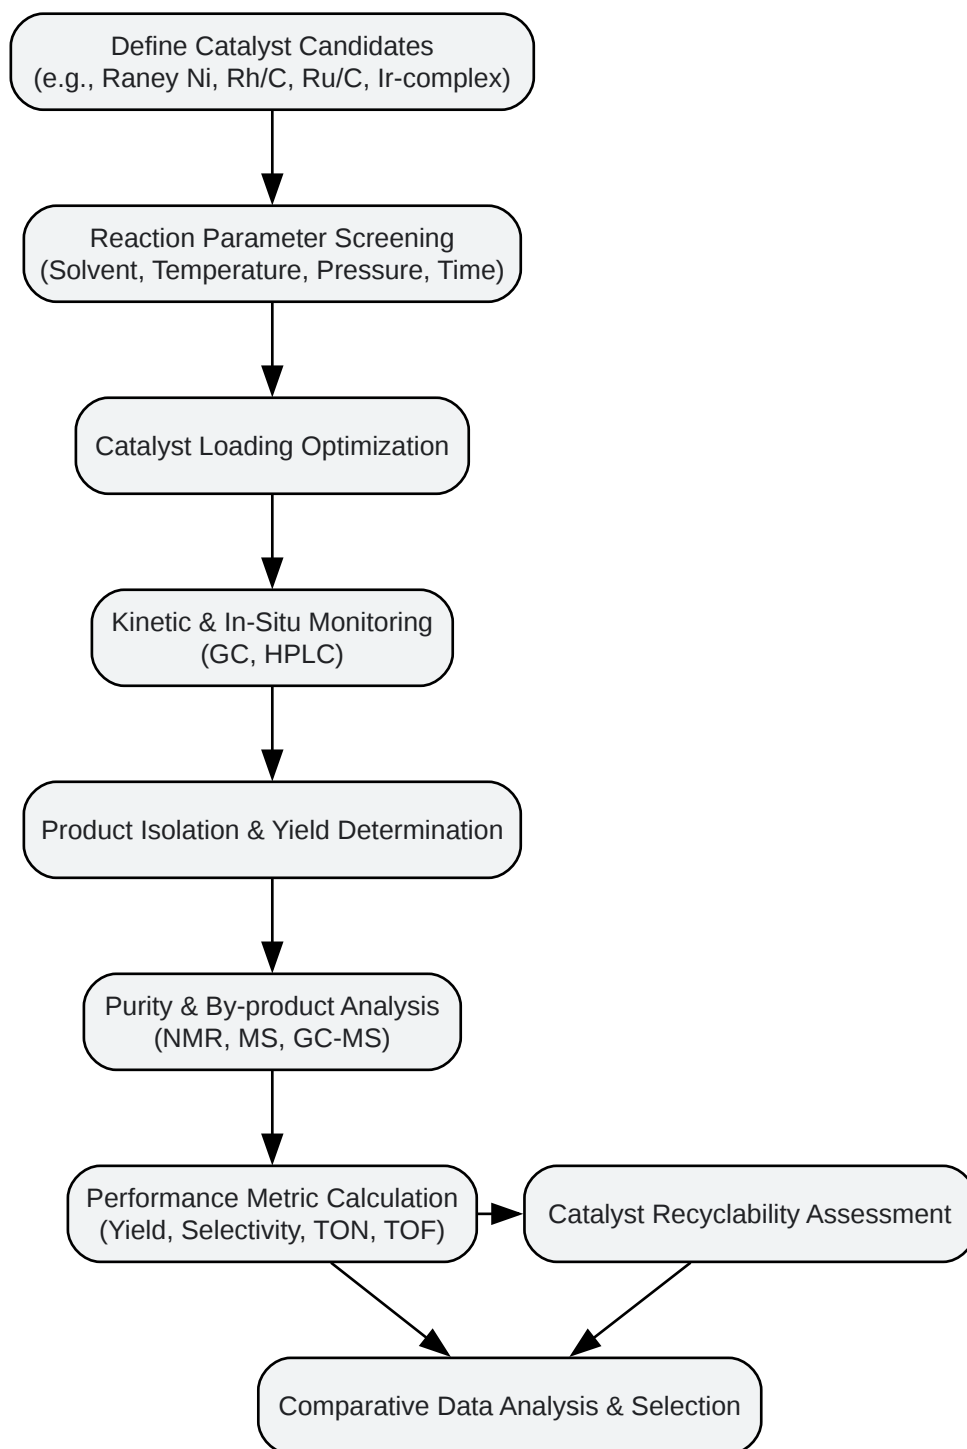 Define Catalyst Candidates
(e.g., Raney Ni, Rh/C, Ru/C, Ir-complex)
Reaction Parameter Screening
(Solvent, Temperature, Pressure, Time)
Catalyst Loading Optimization
Kinetic & In-Situ Monitoring
(GC, HPLC)
Product Isolation & Yield Determination
Purity & By-product Analysis
(NMR, MS, GC-MS)
Performance Metric Calculation
(Yield, Selectivity, TON, TOF)
Catalyst Recyclability Assessment
Comparative Data Analysis & Selection